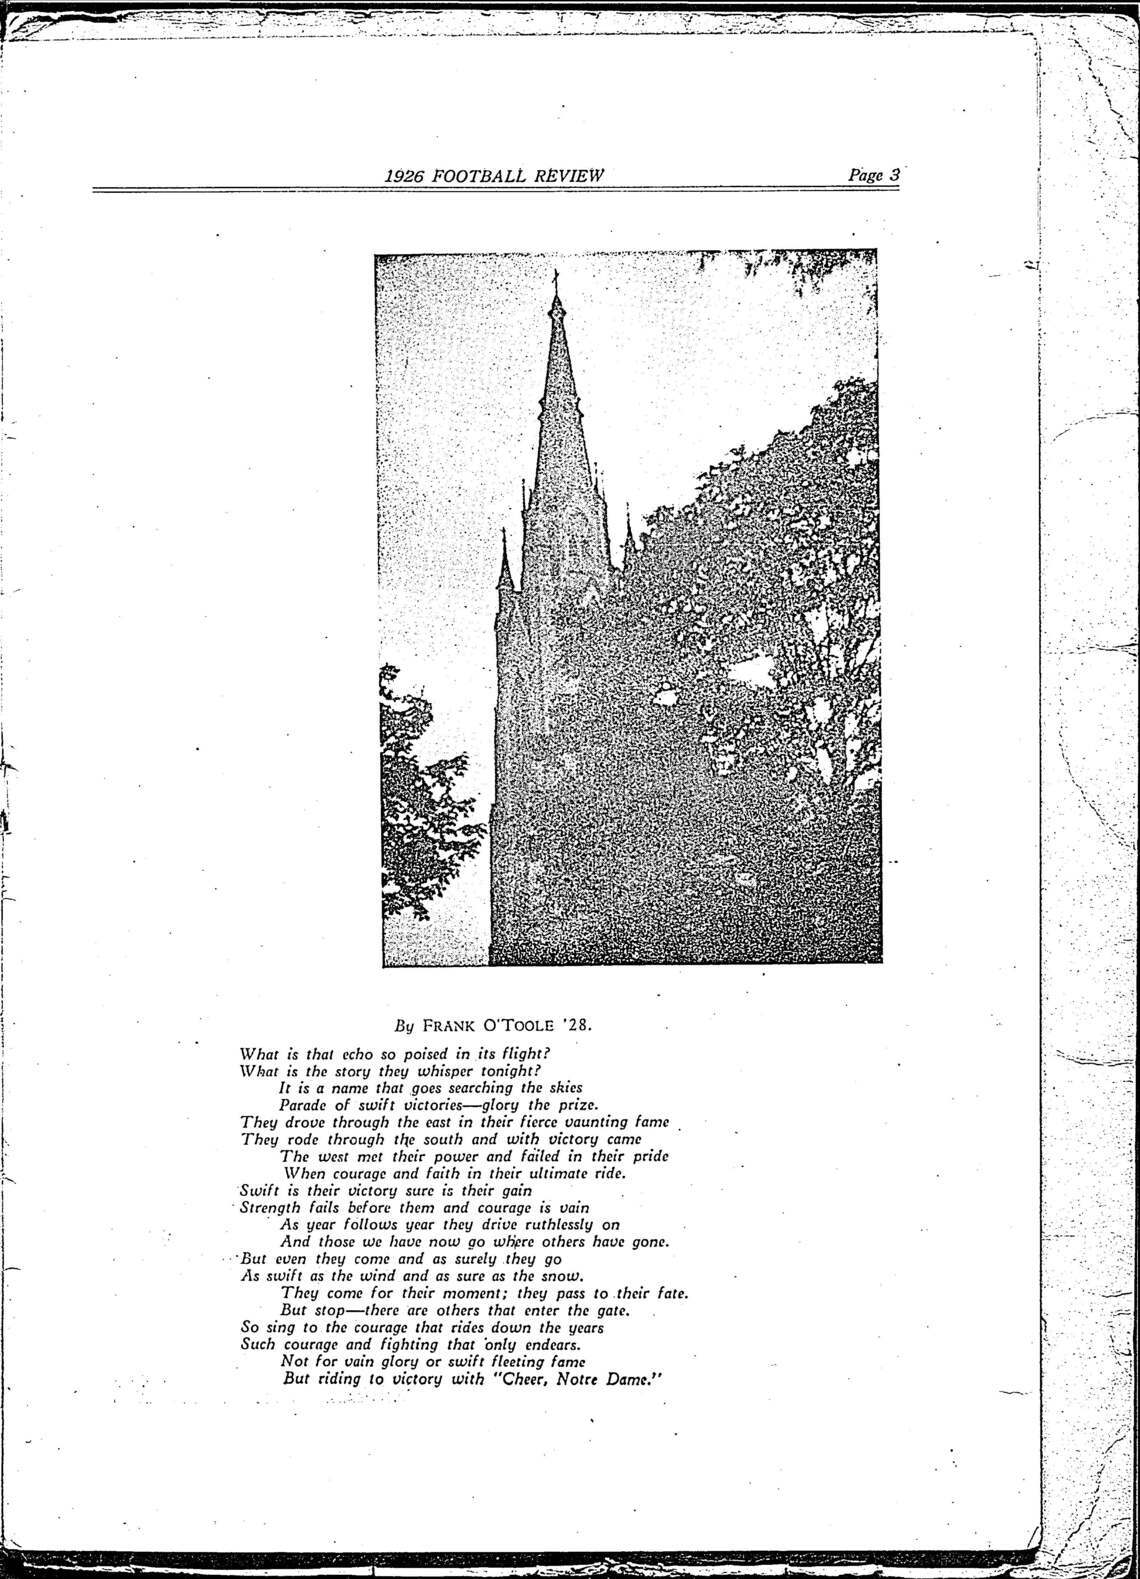 1926 FOOTBALL REVIEW Page 3
By FRANK O'TOOLE '28.
What is that echo so poised in its flight?
What is the story they whisper tonight?
It is a name that goes searching the skies
Parade of swift victories—glory the prize.
They drove through the east in their fierce vaunting fame
They rode through the south and with victory came
The west met their power and failed in their pride
When courage and faith in their ultimate ride.
Swift is their victory sure is their gain
Strength fails before them and courage is vain
As year follows year they drive ruthlessly on
And those we have now go where others have gone.
But even they come and as surely they go
As swift as the wind and as sure as the snow.
They come for their moment; they pass to their fate.
But stop—there are others that enter the gate.
So sing to the courage that rides down the years
Such courage and fighting that only endears.
Not for vain glory or swift fleeting fame
But riding to victory with "Cheer, Notre Dame."